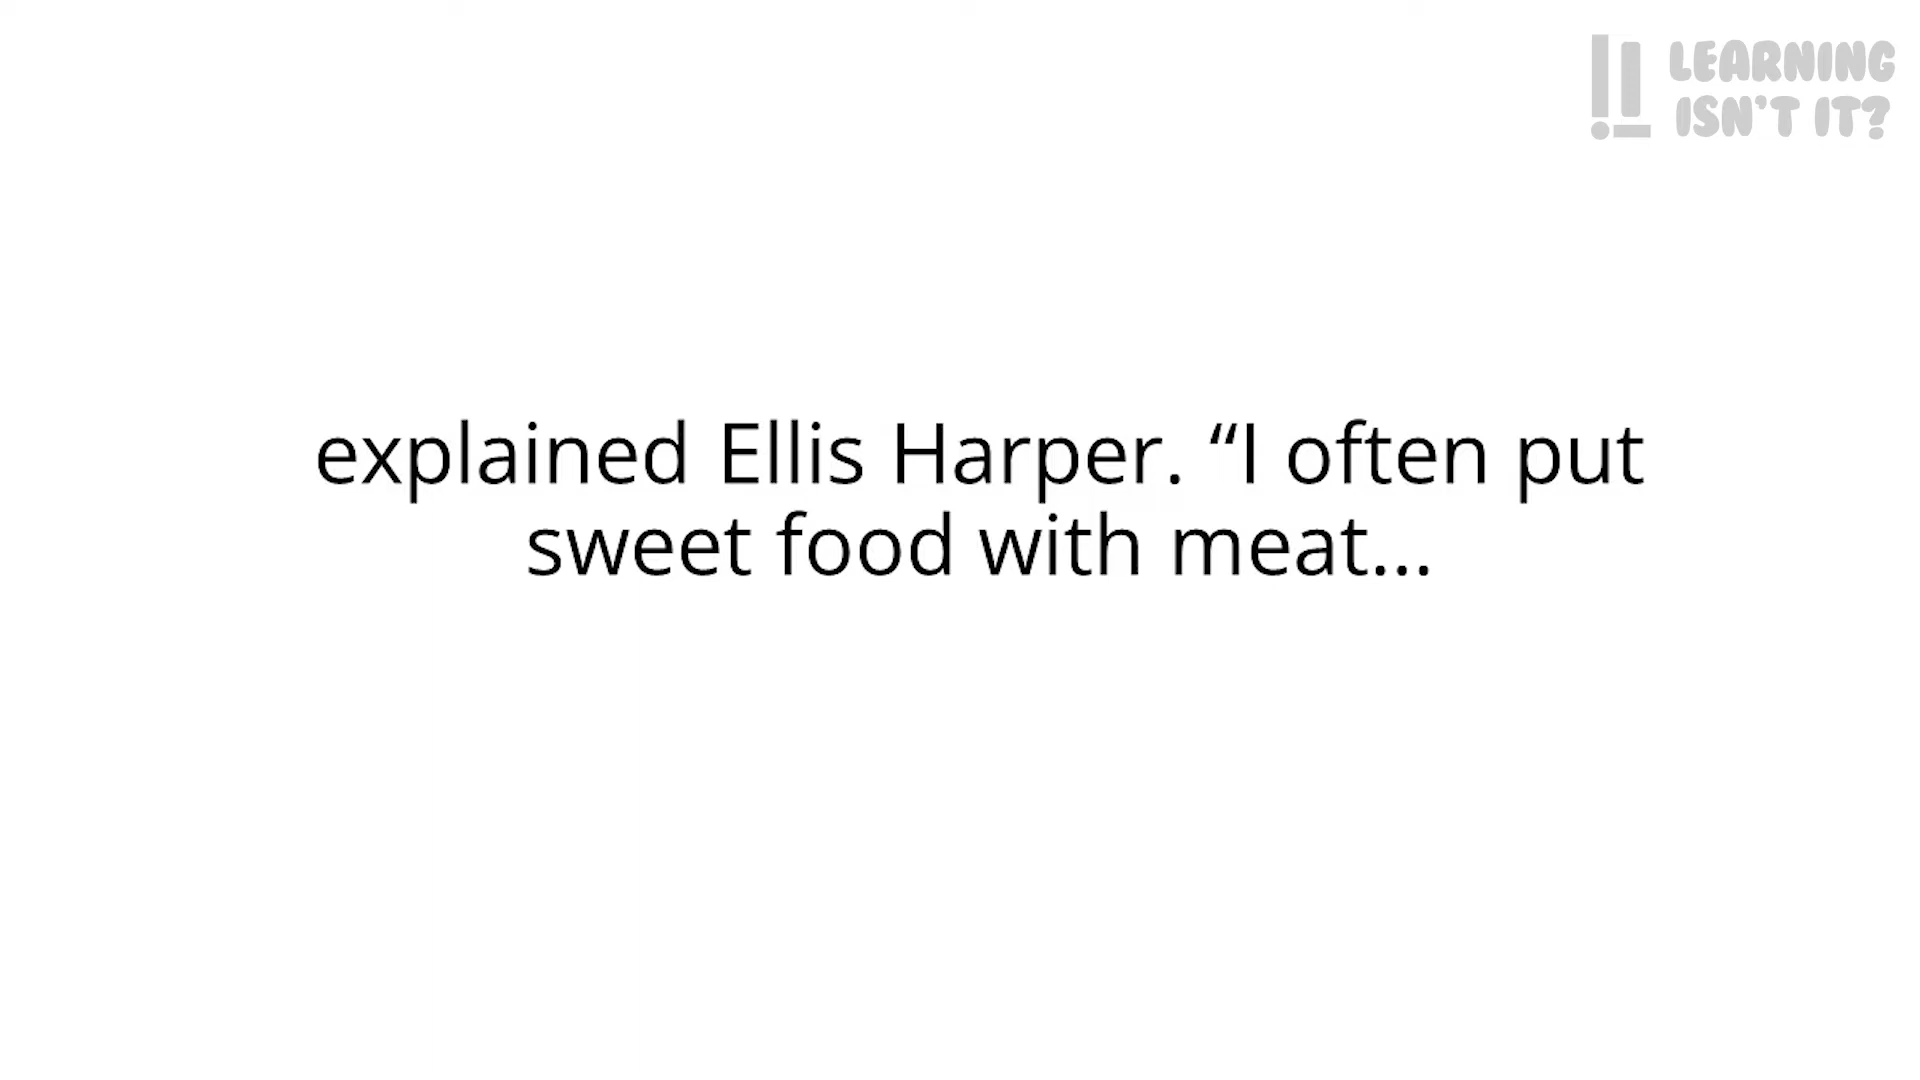 LEARNING
ISN'T IT?
explained Ellis Harper. “I often put
sweet food with meat...